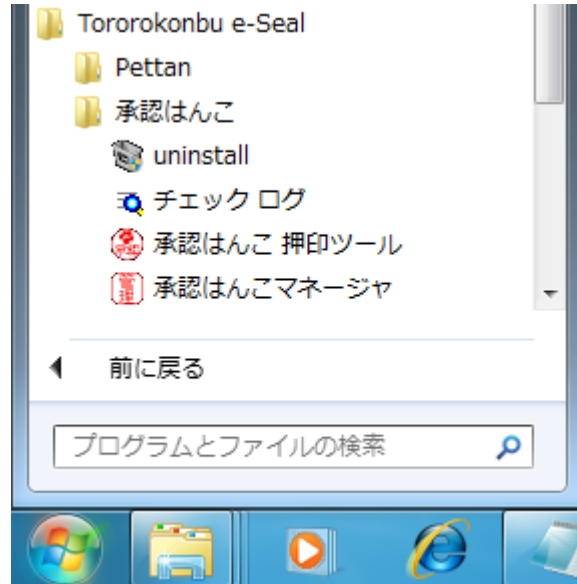 Tororokonbu e-Seal
Pettan
承認はんこ
uninstall
チェック ログ
承認はんこ 押印ツール
承認はんこマネージャ
前に戻る
プログラムとファイルの検索